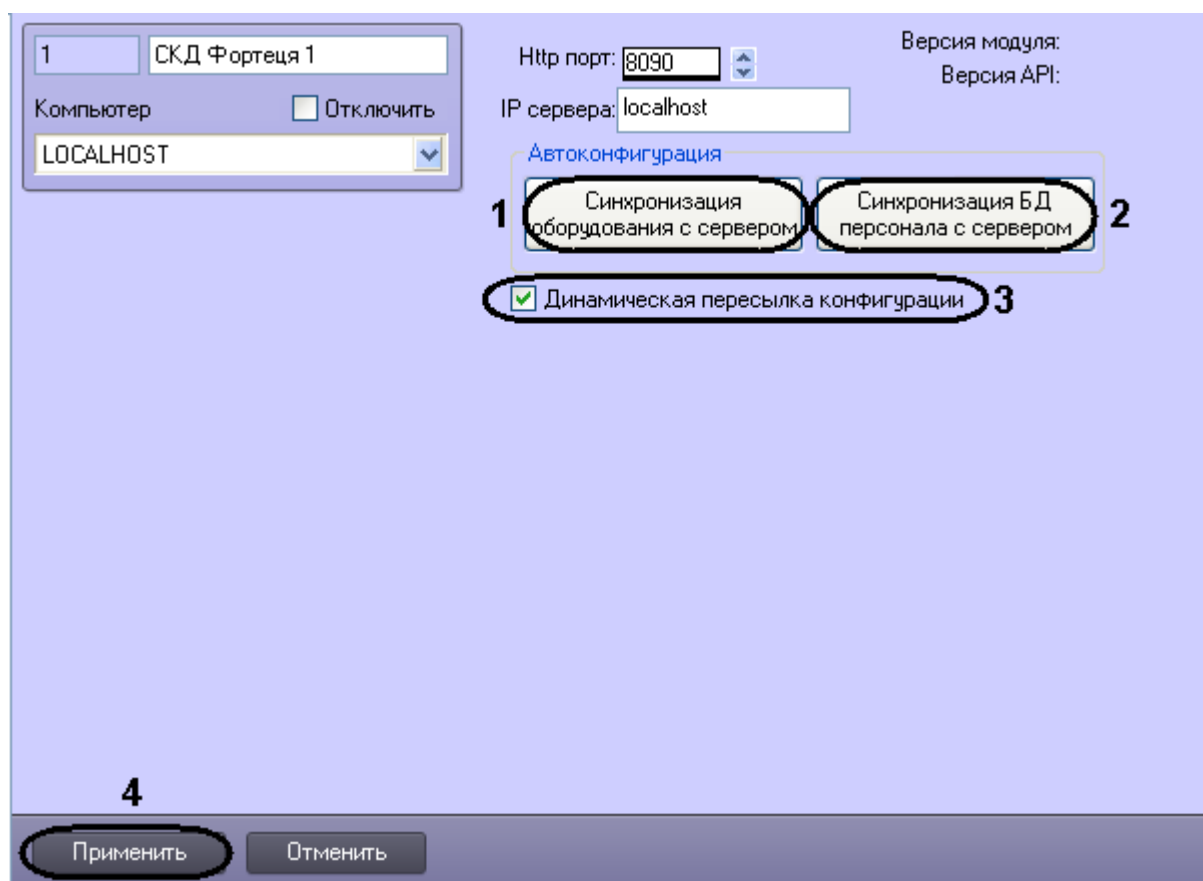 1
СКД Фортеця 1
Компьютер
Отключить
LOCALHOST
Http порт: 8090
IP сервера: localhost
Версия модуля:
Версия API:
Автоконфигурация
1
Синхронизация
оборудования с сервером
Синхронизация БД
персонала с сервером
2
Динамическая пересылка конфигурации
3
4
Применить
Отменить